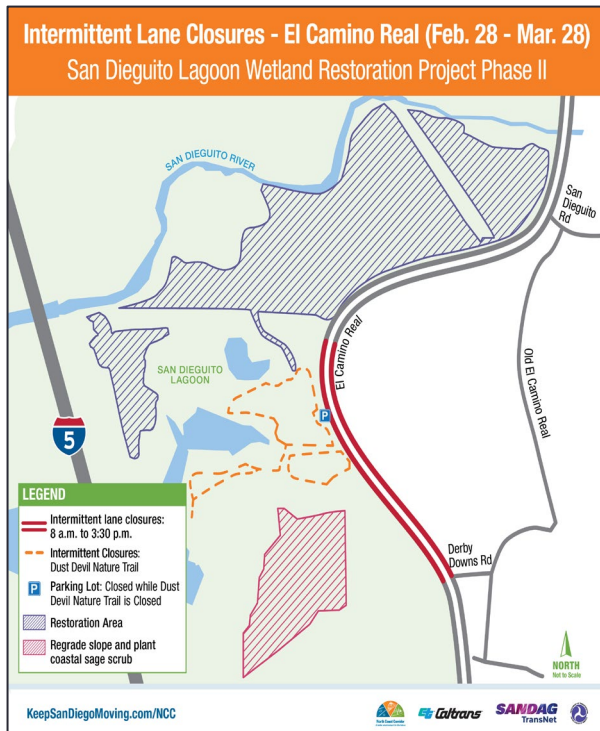 Intermittent Lane Closures - El Camino Real (Feb. 28 - Mar. 28)
San Dieguito Lagoon Wetland Restoration Project Phase II
SAN DIEGUITO RIVER
San
Dieguito
Rd
El Camino Real
Old El Camino Real
SAN DIEGUITO
LAGOON
P
5
Derby
Downs Rd
LEGEND
Intermittent lane closures:
8 a.m. to 3:30 p.m.
Intermittent Closures:
Dust Devil Nature Trail
P
Parking Lot: Closed while Dust
Devil Nature Trail is Closed
Restoration Area
Regrade slope and plant
coastal sage scrub
NORTH
Not to Scale
KeepSanDiegoMoving.com/NCC
Caltrans
SANDAG
TransNet